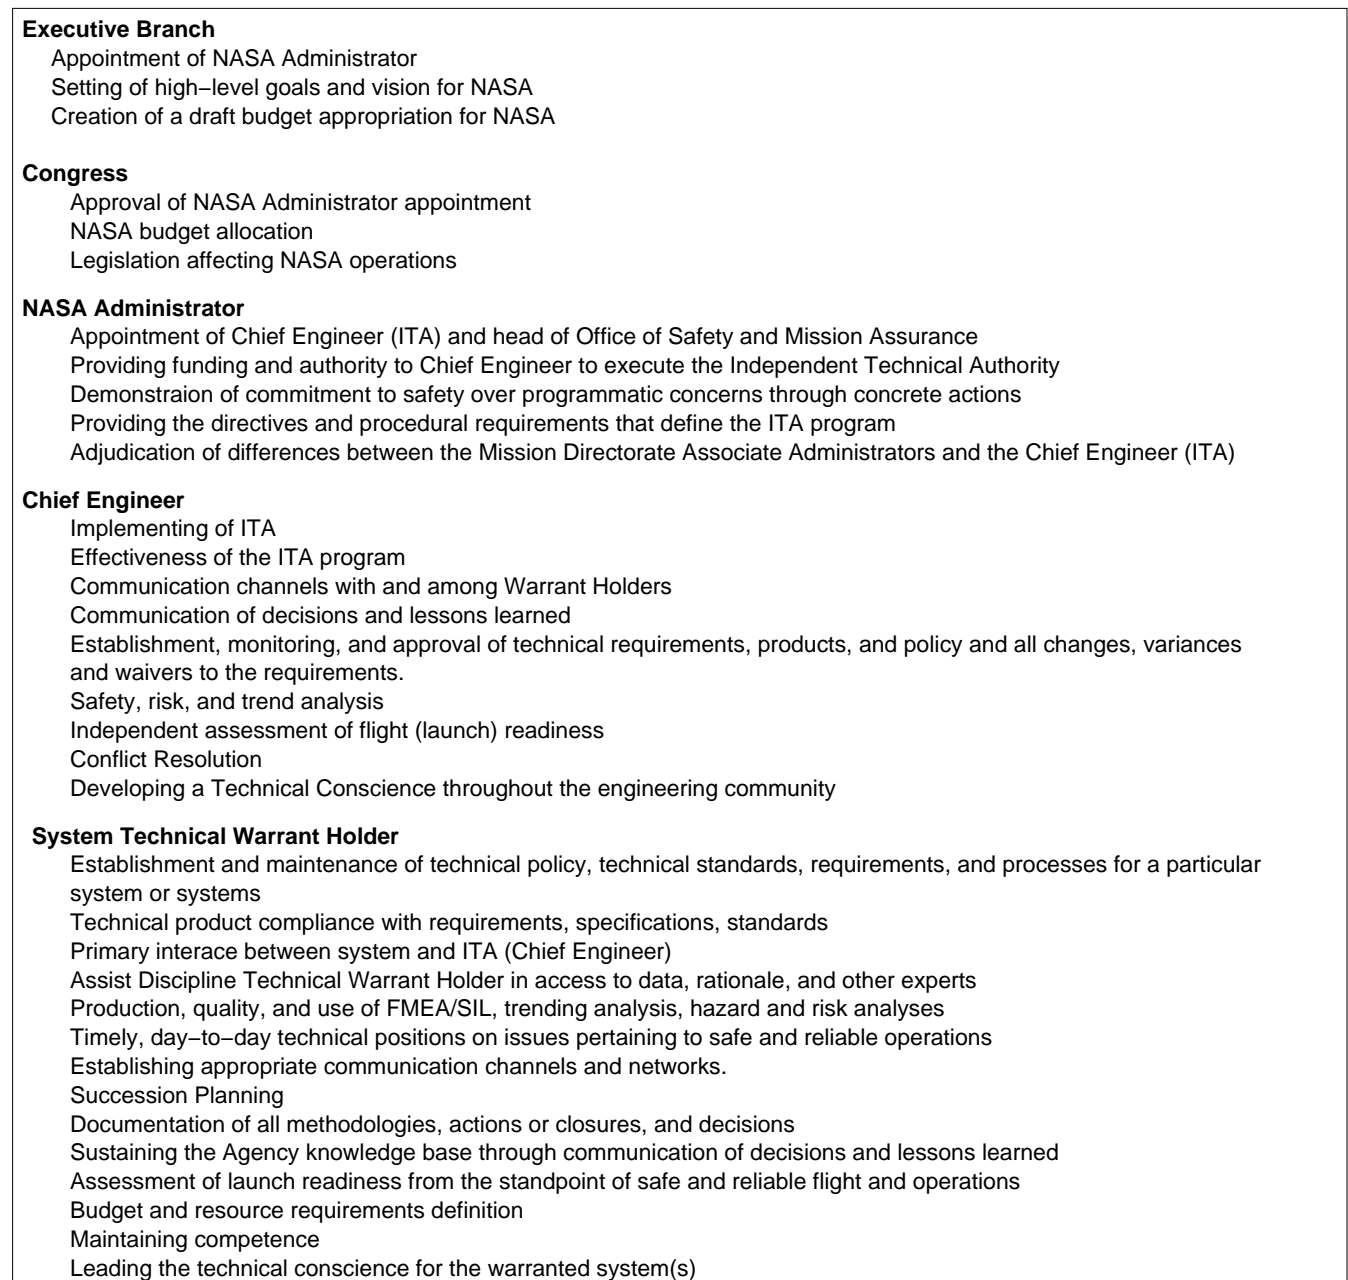 Executive Branch
Appointment of NASA Administrator
Setting of high−level goals and vision for NASA
Creation of a draft budget appropriation for NASA
Congress
Approval of NASA Administrator appointment
NASA budget allocation
Legislation affecting NASA operations
NASA Administrator
Appointment of Chief Engineer (ITA) and head of Office of Safety and Mission Assurance
Providing funding and authority to Chief Engineer to execute the Independent Technical Authority
Demonstraion of commitment to safety over programmatic concerns through concrete actions
Providing the directives and procedural requirements that define the ITA program
Adjudication of differences between the Mission Directorate Associate Administrators and the Chief Engineer (ITA)
Chief Engineer
Implementing of ITA
Effectiveness of the ITA program
Communication channels with and among Warrant Holders
Communication of decisions and lessons learned
Establishment, monitoring, and approval of technical requirements, products, and policy and all changes, variances
and waivers to the requirements.
Safety, risk, and trend analysis
Independent assessment of flight (launch) readiness
Conflict Resolution
Developing a Technical Conscience throughout the engineering community
System Technical Warrant Holder
Establishment and maintenance of technical policy, technical standards, requirements, and processes for a particular
system or systems
Technical product compliance with requirements, specifications, standards
Primary interace between system and ITA (Chief Engineer)
Assist Discipline Technical Warrant Holder in access to data, rationale, and other experts
Production, quality, and use of FMEA/SIL, trending analysis, hazard and risk analyses
Timely, day−to−day technical positions on issues pertaining to safe and reliable operations
Establishing appropriate communication channels and networks.
Succession Planning
Documentation of all methodologies, actions or closures, and decisions
Sustaining the Agency knowledge base through communication of decisions and lessons learned
Assessment of launch readiness from the standpoint of safe and reliable flight and operations
Budget and resource requirements definition
Maintaining competence
Leading the technical conscience for the warranted system(s)